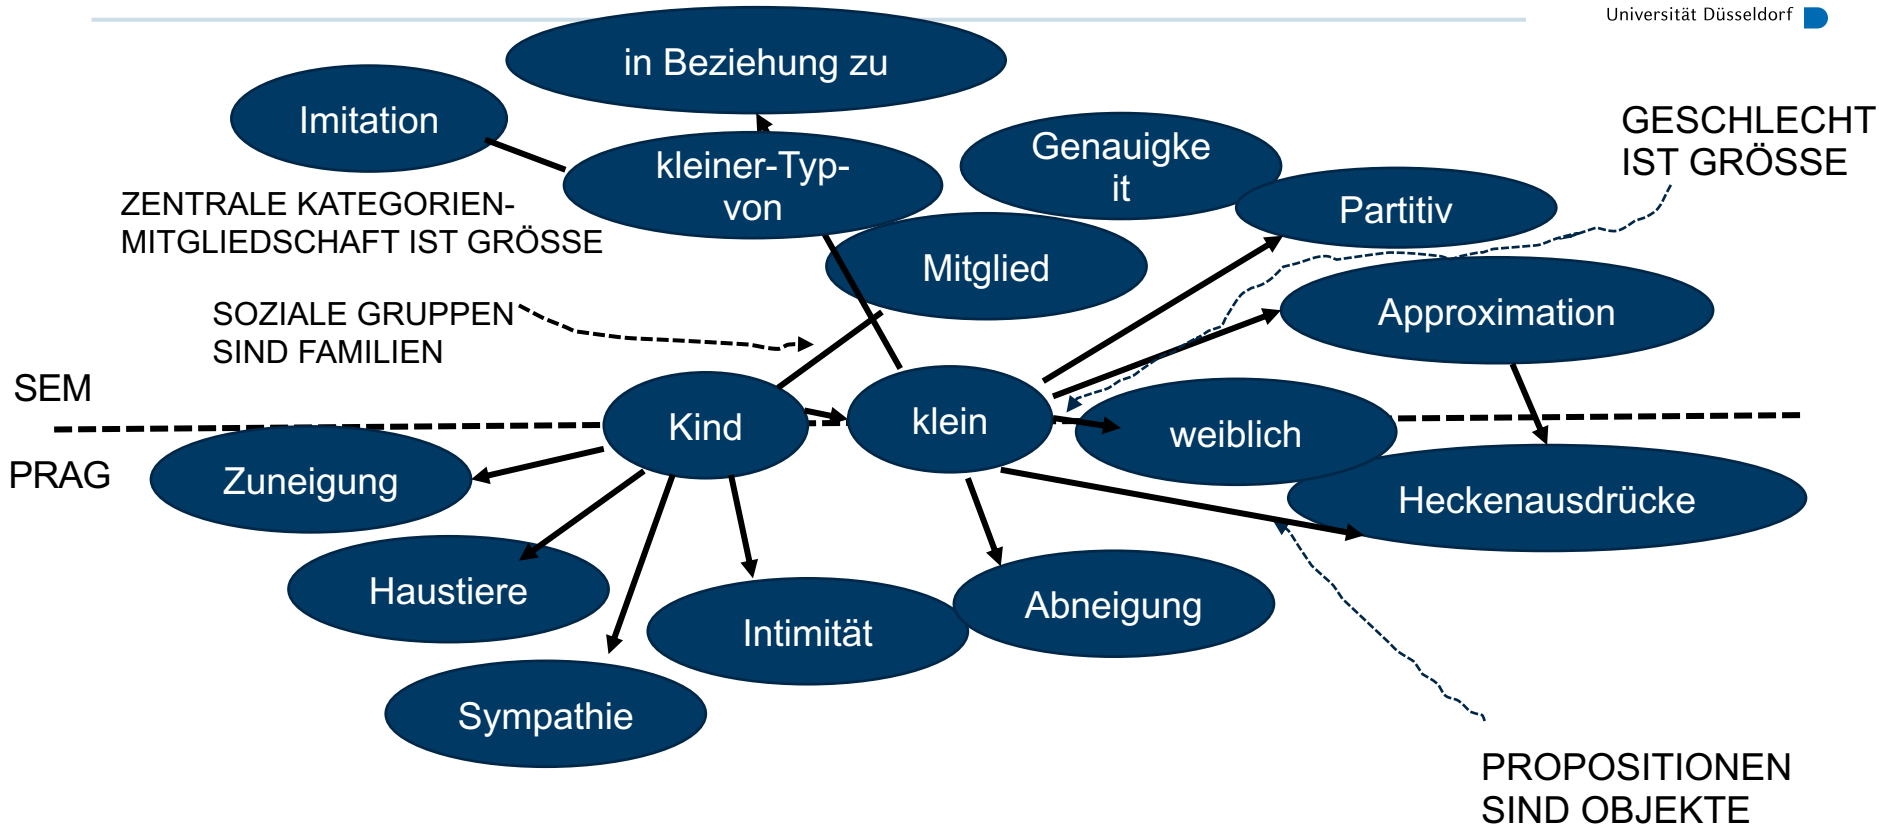 Universität Düsseldorf
in Beziehung zu
Imitation
kleiner-Typ-
von
Genauigke
it
Partitiv
GESCHLECHT
IST GRÖSSE
ZENTRALE KATEGORIEN-
MITGLIEDSCHAFT IST GRÖSSE
Mitglied
Approximation
SOZIALE GRUPPEN
SIND FAMILIEN
SEM
Kind
klein
weiblich
PRAG
Zuneigung
Heckenausdrücke
Haustiere
Intimität
Abneigung
Sympathie
PROPOSITIONEN
SIND OBJEKTE